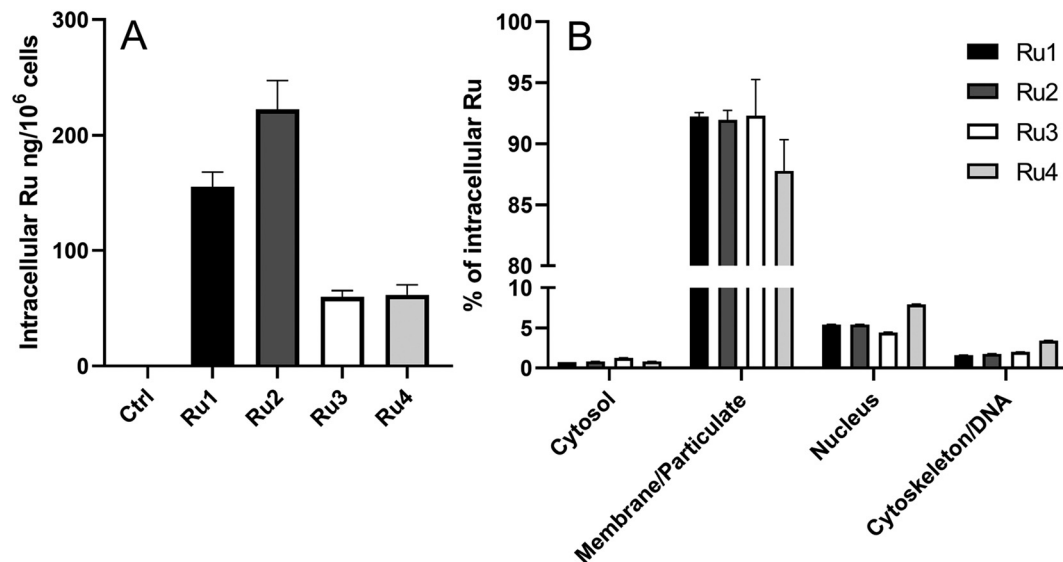 A
Intracellular Ru ng/10⁶ cells
300
200
100
0
Ctrl
Ru1
Ru2
Ru3
Ru4
B
% of intracellular Ru
100
95
90
85
80
10
5
0
Cytosol
Membrane/Particulate
Nucleus
Cytoskeleton/DNA
Ru1
Ru2
Ru3
Ru4